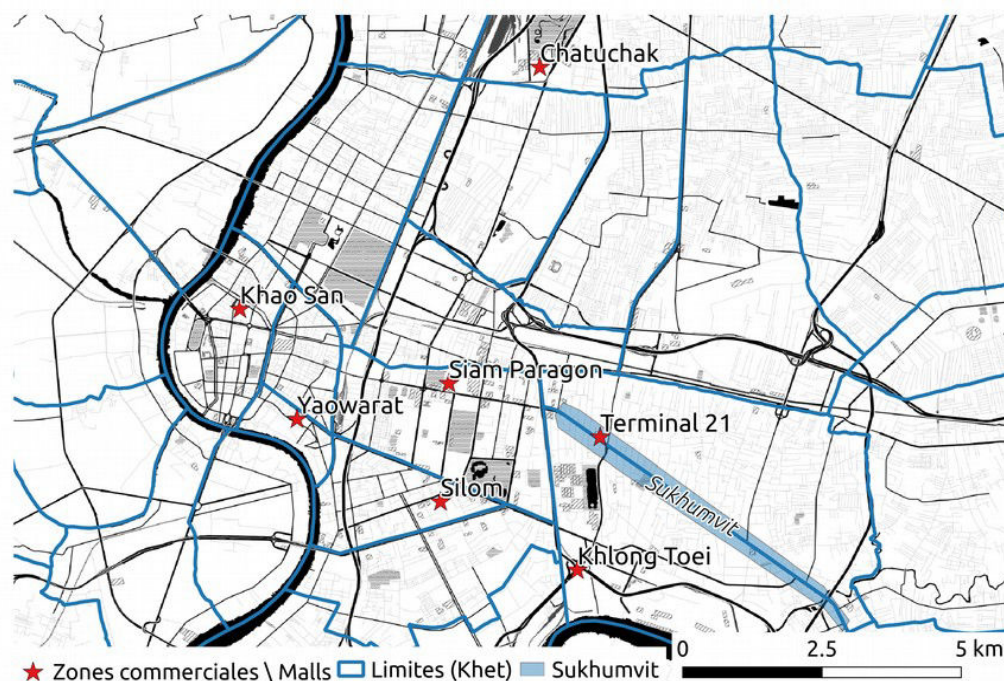 Chatuchak
Khao San
Siam Paragon
Yaowarat
Terminal 21
Silom
Sukhumvit
Khlong Toei
0 2.5 5 km
Zones commerciales \ Malls Limites (Khet) Sukhumvit